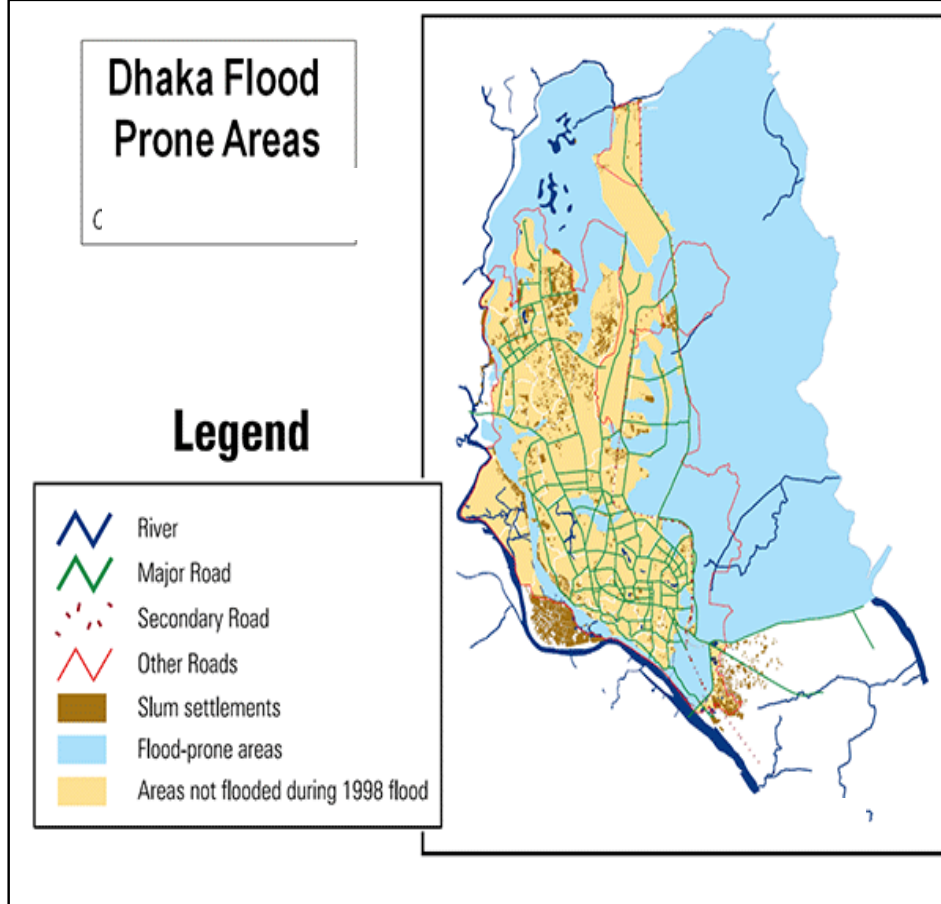 Dhaka Flood
Prone Areas
Legend
River
Major Road
Secondary Road
Other Roads
Slum settlements
Flood-prone areas
Areas not flooded during 1998 flood